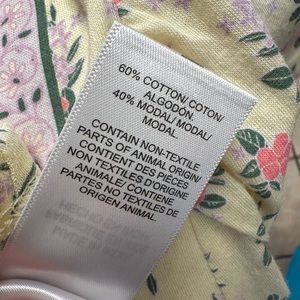 60% COTTON/ COTON/
ALGODÓN.
40% MODAL/ MODAL/
MODAL.
CONTAIN NON-TEXTILE
PARTS OF ANIMAL ORIGIN/
CONTIENT DES PIÈCES
NON TEXTILES D'ORIGINE
ANIMALE/ CONTIENE
PARTES NO TEXTILES DE
ORIGEN ANIMAL